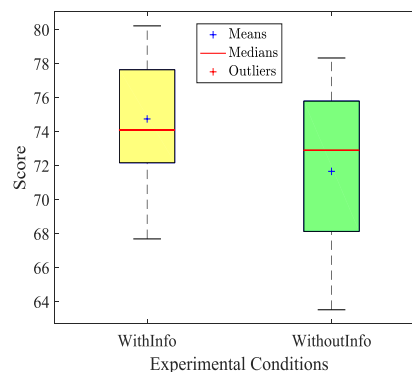 80
78
76
74
72
70
68
66
64
Score
Means
Medians
Outliers
WithInfo
WithoutInfo
Experimental Conditions